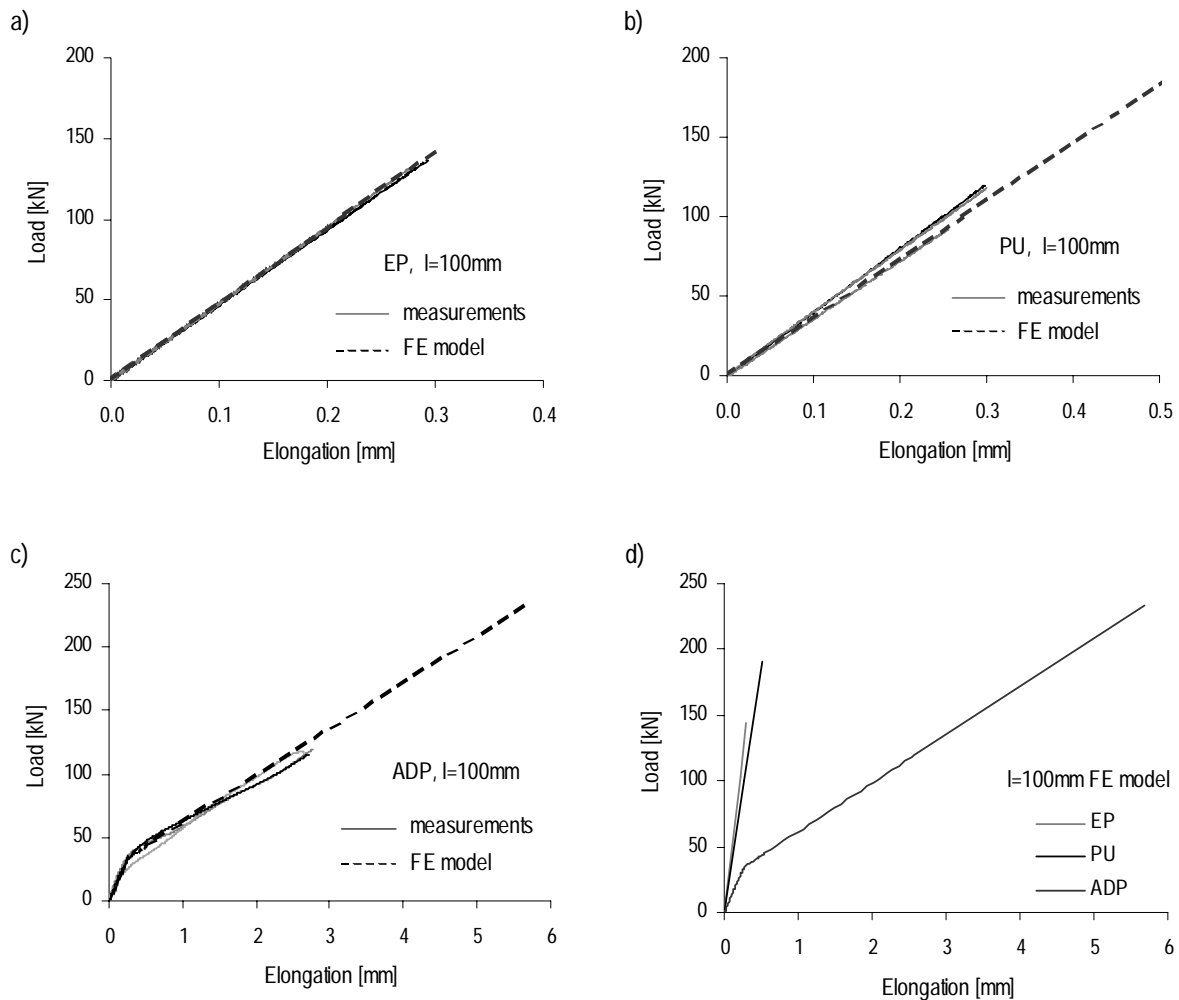 a)
200
150
100
50
0
Load [kN]
EP, l=100mm
measurements
FE model
0.0 0.1 0.2 0.3 0.4
Elongation [mm]
b)
200
150
100
50
0
Load [kN]
PU, l=100mm
measurements
FE model
0.0 0.1 0.2 0.3 0.4 0.5
Elongation [mm]
c)
250
200
150
100
50
0
Load [kN]
ADP, l=100mm
measurements
FE model
0 1 2 3 4 5 6
Elongation [mm]
d)
250
200
150
100
50
0
Load [kN]
l=100mm FE model
EP
PU
ADP
0 1 2 3 4 5 6
Elongation [mm]